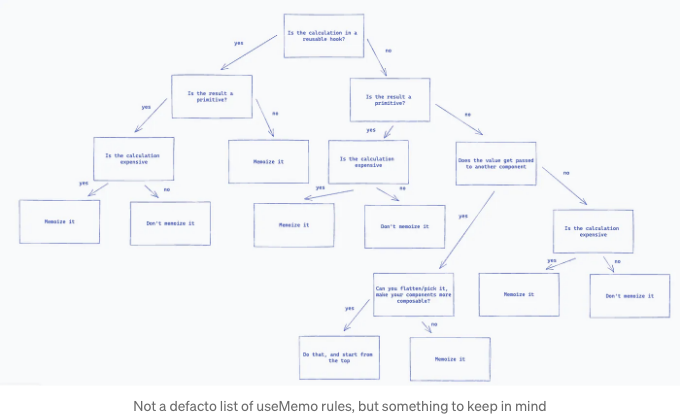 Is the calculation in a
reusable hook?
yes
no
Is the result a
primitive?
Is the result a
primitive?
yes
no
yes
no
Is the calculation
expensive
Memoize it
Is the calculation
expensive
Does the value get passed
to another component
yes
no
yes
no
yes
no
Memoize it
Don't memoize it
Memoize it
Don't memoize it
Is the calculation
expensive
yes
no
Can you flatten/pick it,
make your components more
composable?
Memoize it
Don't memoize it
yes
no
Do that, and start from
the top
Memoize it
Not a defacto list of useMemo rules, but something to keep in mind